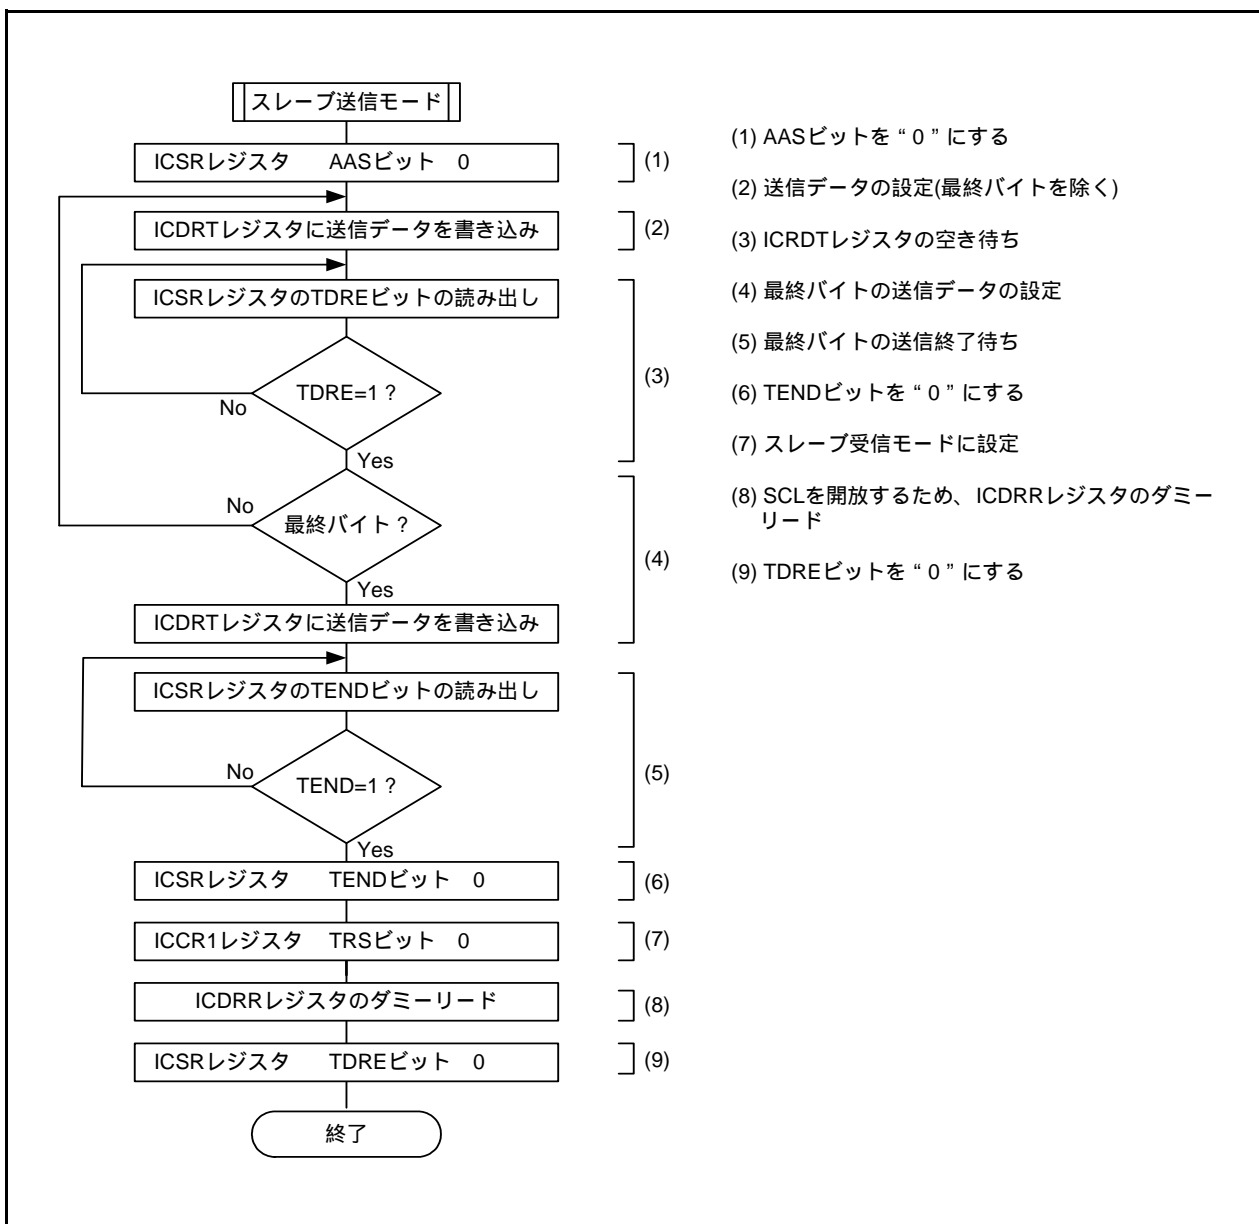 スレーブ送信モード
ICSRレジスタ AASビット 0
(1)
ICDRTレジスタに送信データを書き込み
(2)
ICSRレジスタのTDREビットの読み出し
TDRE=1 ?
No
Yes
(3)
最終バイト ?
No
Yes
ICDRTレジスタに送信データを書き込み
(4)
ICSRレジスタのTENDビットの読み出し
TEND=1 ?
No
Yes
(5)
ICSRレジスタ TENDビット 0
(6)
ICCR1レジスタ TRSビット 0
(7)
ICDRRレジスタのダミーリード
(8)
ICSRレジスタ TDREビット 0
(9)
終了
(1) AASビットを “ 0 ” にする
(2) 送信データの設定(最終バイトを除く)
(3) ICRDTレジスタの空き待ち
(4) 最終バイトの送信データの設定
(5) 最終バイトの送信終了待ち
(6) TENDビットを “ 0 ” にする
(7) スレーブ受信モードに設定
(8) SCLを開放するため、ICDRRレジスタのダミー
リード
(9) TDREビットを “ 0 ” にする